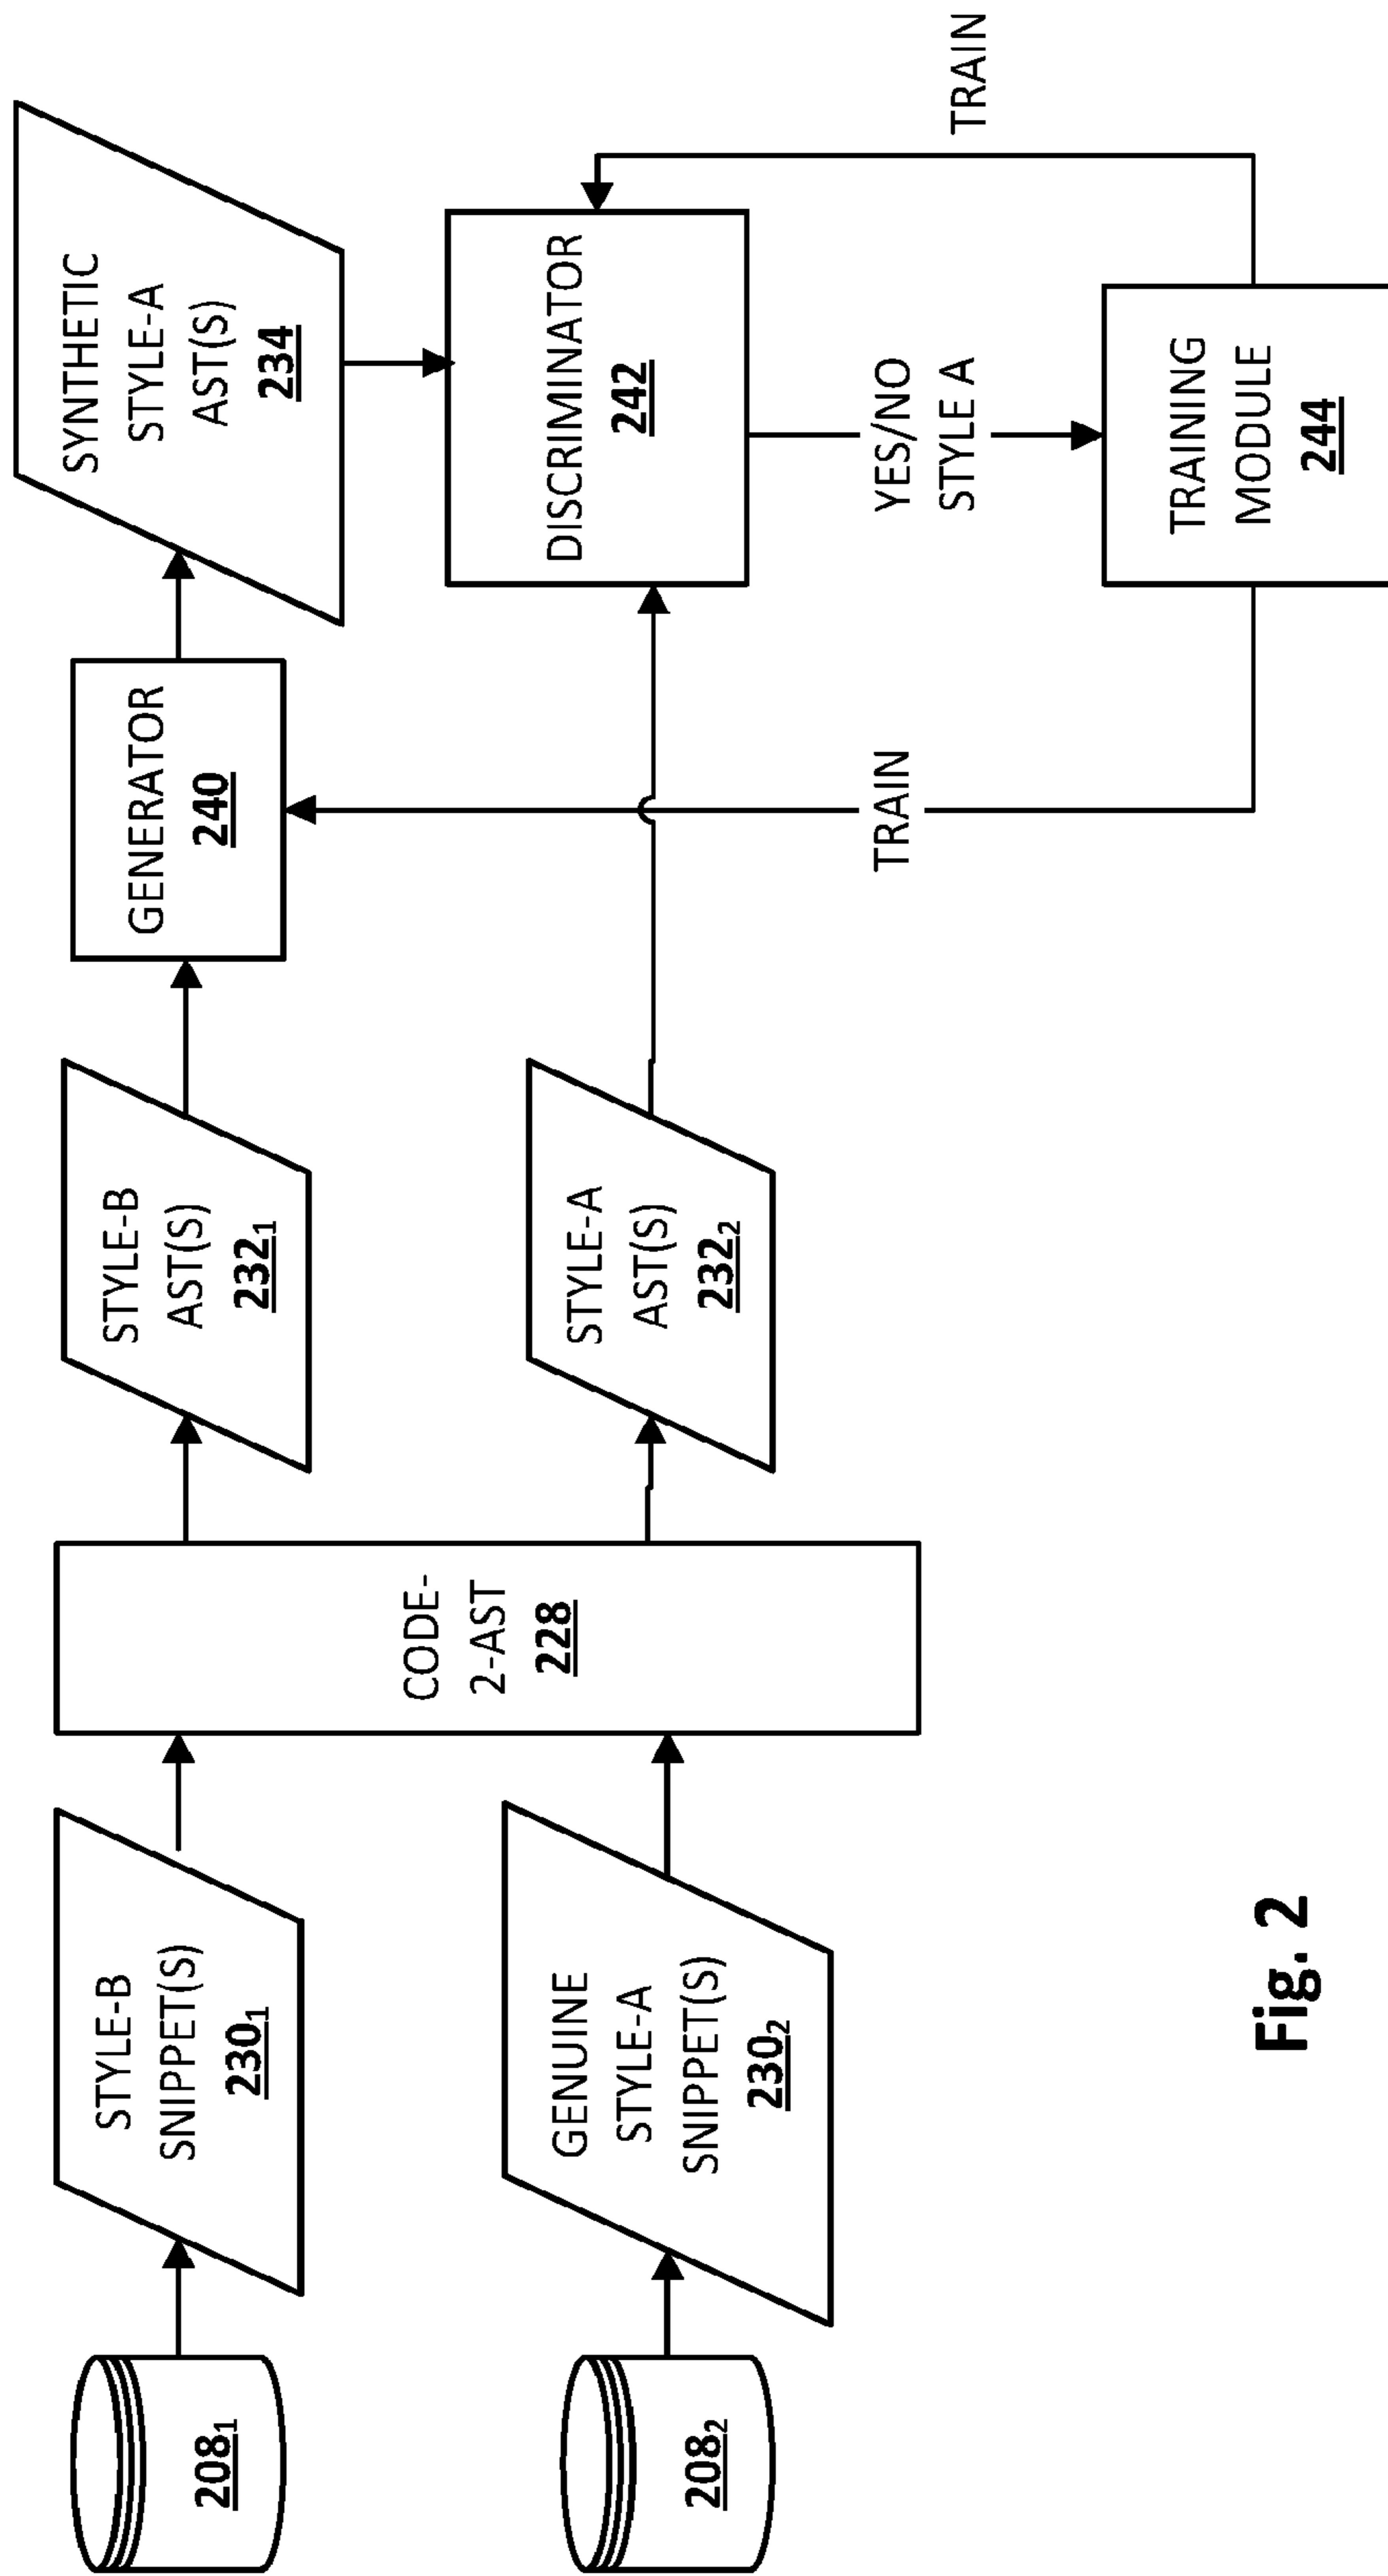 208₁
STYLE-B
SNIPPET(S)
230₁
CODE-
2-AST
228
STYLE-B
AST(S)
232₁
GENERATOR
240
SYNTHETIC
STYLE-A
AST(S)
234
208₂
GENUINE
STYLE-A
SNIPPET(S)
230₂
STYLE-A
AST(S)
232₂
DISCRIMINATOR
242
TRAIN
YES/NO
STYLE A
TRAIN
TRAINING
MODULE
244
Fig. 2